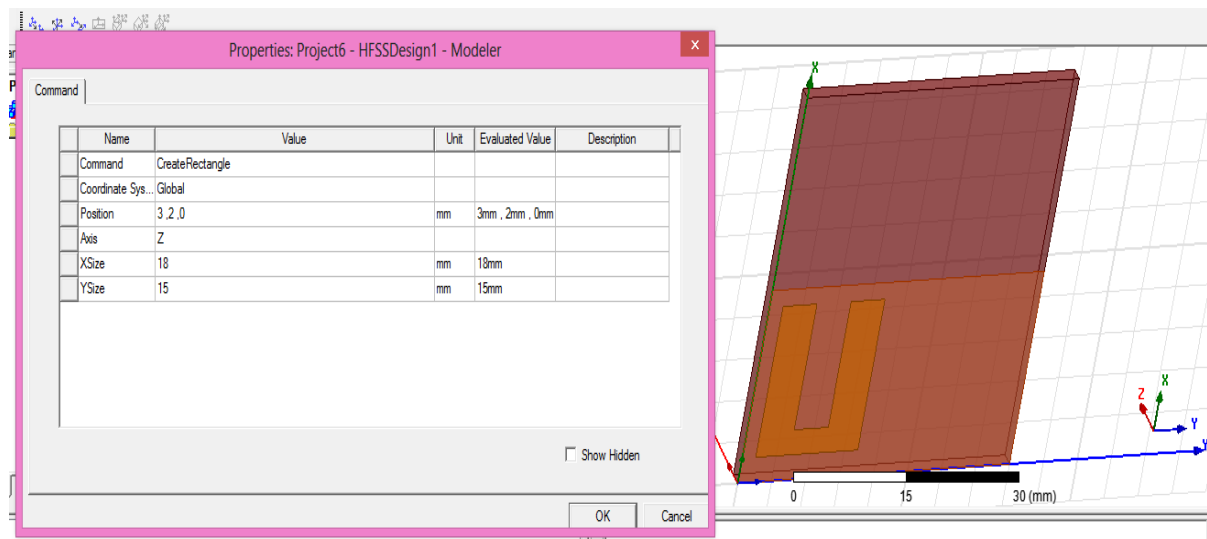 Properties: Project6 - HFSSDesign1 - Modeler
x
Command
Name Value Unit Evaluated Value Description
Command CreateRectangle
Coordinate Sys... Global
Position 3 ,2 ,0 mm 3mm , 2mm , 0mm
Axis Z
XSize 18 mm 18mm
YSize 15 mm 15mm
Show Hidden
OK Cancel
X
X
Z
Y
Y
0 15 30 (mm)